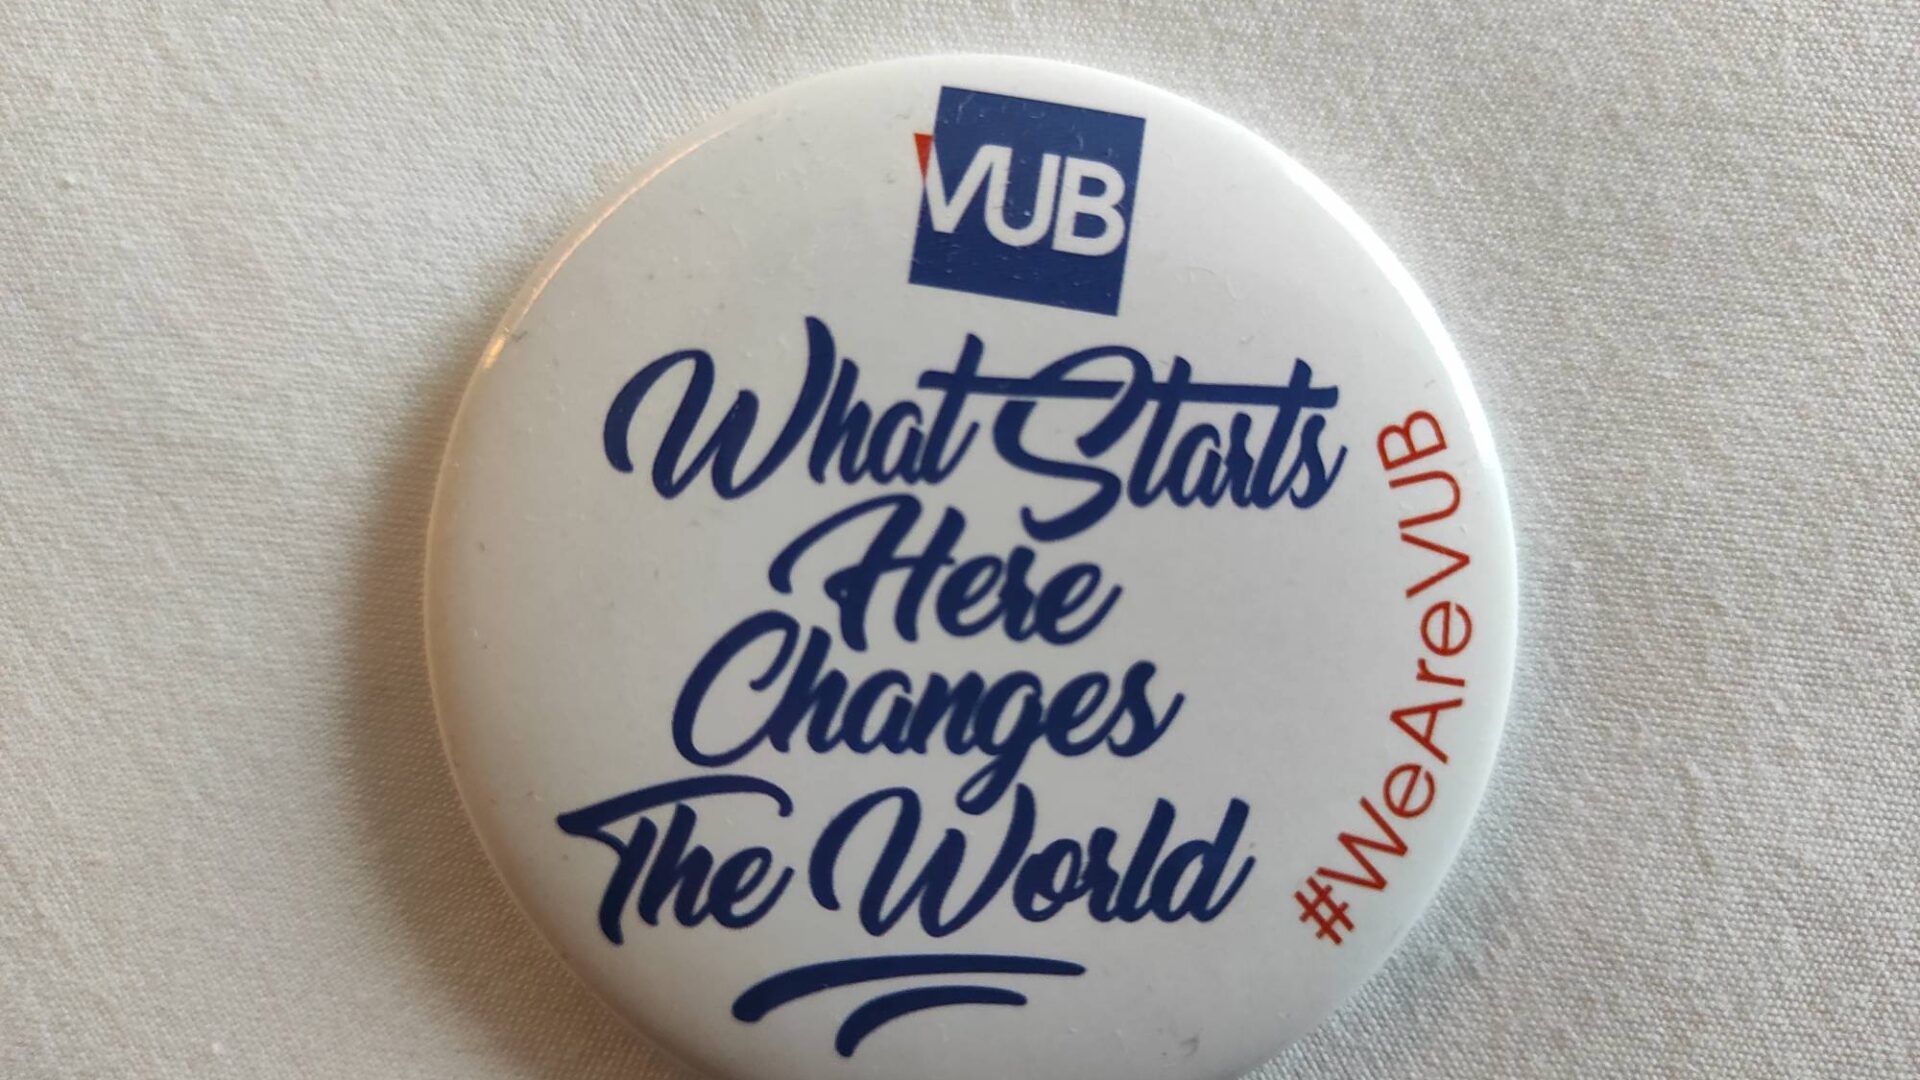 VUB
What Starts
Here
Changes
The World
#WeAreVUB